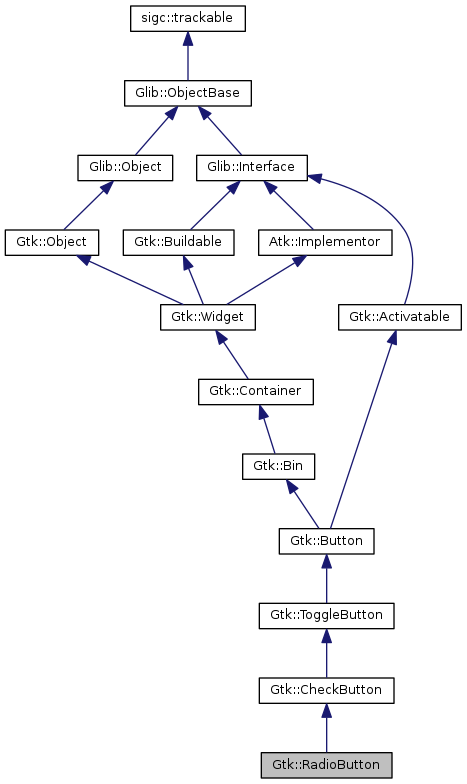 sigc::trackable
Glib::ObjectBase
Glib::Object
Glib::Interface
Gtk::Object
Gtk::Buildable
Atk::Implementor
Gtk::Widget
Gtk::Activatable
Gtk::Container
Gtk::Bin
Gtk::Button
Gtk::ToggleButton
Gtk::CheckButton
Gtk::RadioButton